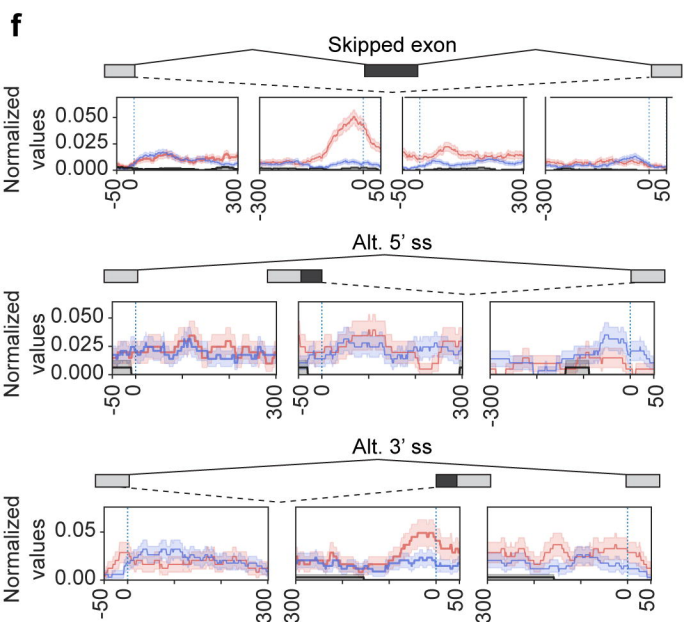 f
Skipped exon
Normalized
values
0.050
0.025
0.000
-50 0 300 -300 0 50 -50 0 300 -300 0 50
Alt. 5' ss
Normalized
values
0.050
0.025
0.000
-50 0 300 -50 0 300 -300 0 50
Alt. 3' ss
Normalized
values
0.05
0.00
-50 0 300 300 0 50 300 0 50